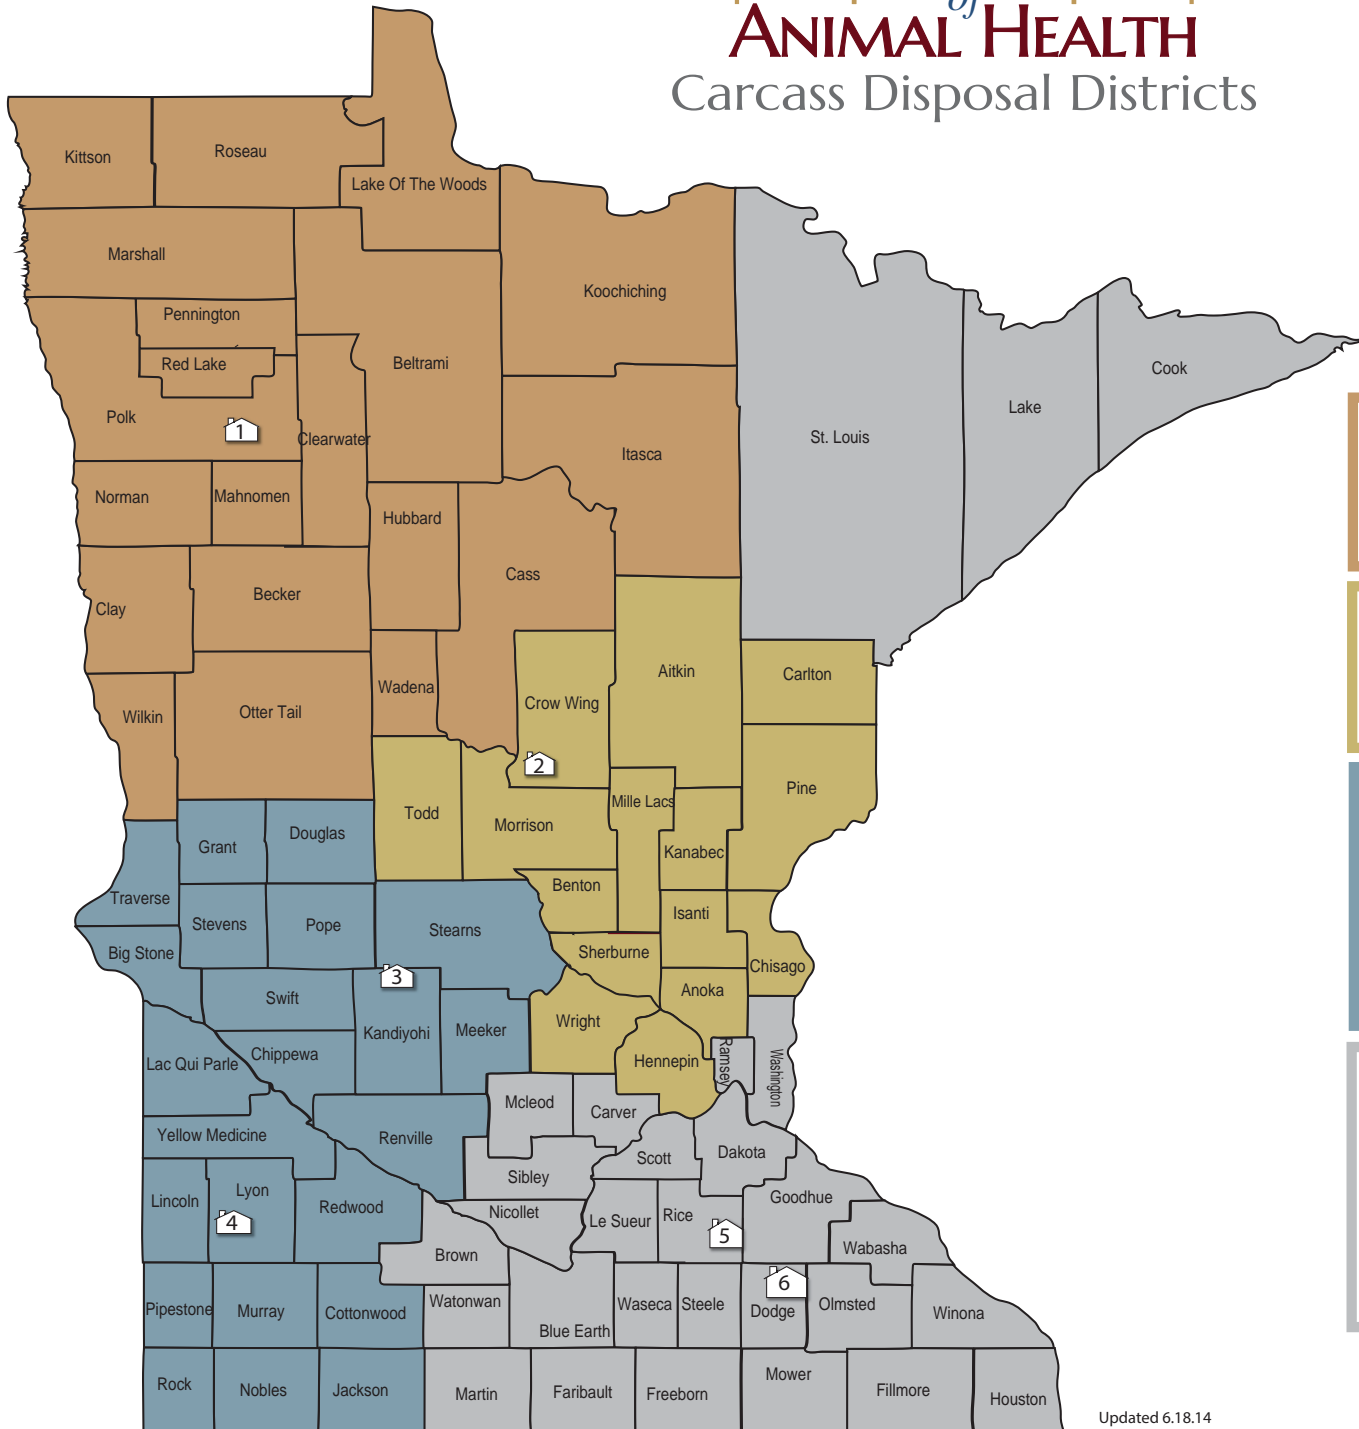 of
ANIMAL HEALTH
Carcass Disposal Districts
Kittson
Roseau
Lake Of The Woods
Marshall
Koochiching
Pennington
Red Lake
Beltrami
Cook
Lake
Polk
1
Clearwater
St. Louis
Itasca
Norman
Mahnomen
Hubbard
Cass
Becker
Clay
Aitkin
Carlton
Wadena
Crow Wing
Wilkin
Otter Tail
2
Pine
Todd
Mille Lacs
Morrison
Douglas
Grant
Kanabec
Benton
Traverse
Isanti
Stevens
Pope
Stearns
Big Stone
Sherburne
Chisago
3
Swift
Anoka
Wright
Kandiyohi
Meeker
Chippewa
Lac Qui Parle
Hennepin
Ramsey
Washington
Mcleod
Carver
Yellow Medicine
Renville
Scott
Dakota
Sibley
Lincoln
Lyon
Redwood
Goodhue
Nicollet
Le Sueur
Rice
4
5
Brown
Wabasha
6
Pipestone
Murray
Cottonwood
Watonwan
Blue Earth
Waseca
Steele
Dodge
Olmsted
Winona
Rock
Nobles
Jackson
Martin
Faribault
Freeborn
Mower
Fillmore
Houston
Updated 6.18.14